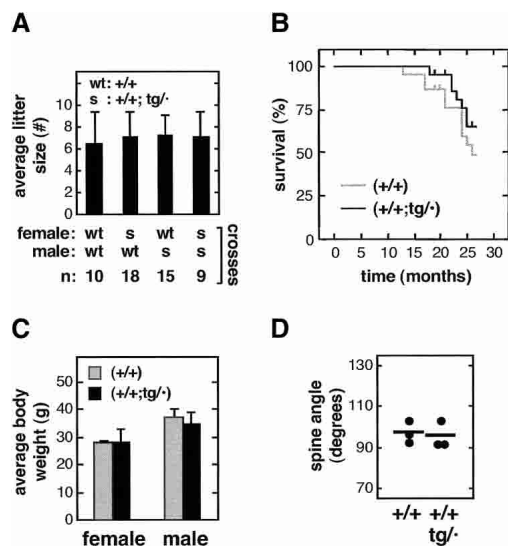 A
average litter
size (#)
10
8
6
4
2
0
wt: +/+
s : +/+; tg/·
female: wt s wt s
male: wt wt s s
n: 10 18 15 9
crosses
B
survival (%)
100
75
50
0
(+/+)
(+/+;tg/·)
0 5 10 15 20 25 30
time (months)
C
average body
weight (g)
50
40
30
20
10
0
(+/+)
(+/+;tg/·)
female male
D
spine angle
(degrees)
130
110
90
70
+/+ +/+
tg/·